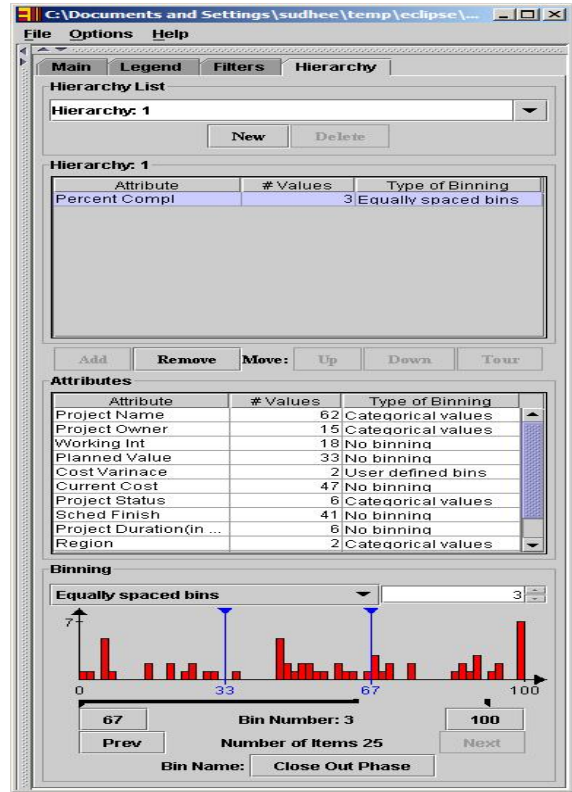 C:\Documents and Settings\sudhee\temp\eclipse\...
File Options Help
Main Legend Filters Hierarchy
Hierarchy List
Hierarchy: 1
New Delete
Hierarchy: 1
Attribute # Values Type of Binning
Percent Compl 3 Equally spaced bins
Add Remove Move: Up Down Tour
Attributes
Attribute # Values Type of Binning
Project Name 62 Categorical values
Project Owner 15 Categorical values
Working Int 18 No binning
Planned Value 33 No binning
Cost Varinace 2 User defined bins
Current Cost 47 No binning
Project Status 6 Categorical values
Sched Finish 41 No binning
Project Duration(in ... 6 No binning
Region 2 Categorical values
Binning
Equally spaced bins 3
7
0 33 67 100
67 Bin Number: 3 100
Prev Number of Items 25 Next
Bin Name: Close Out Phase